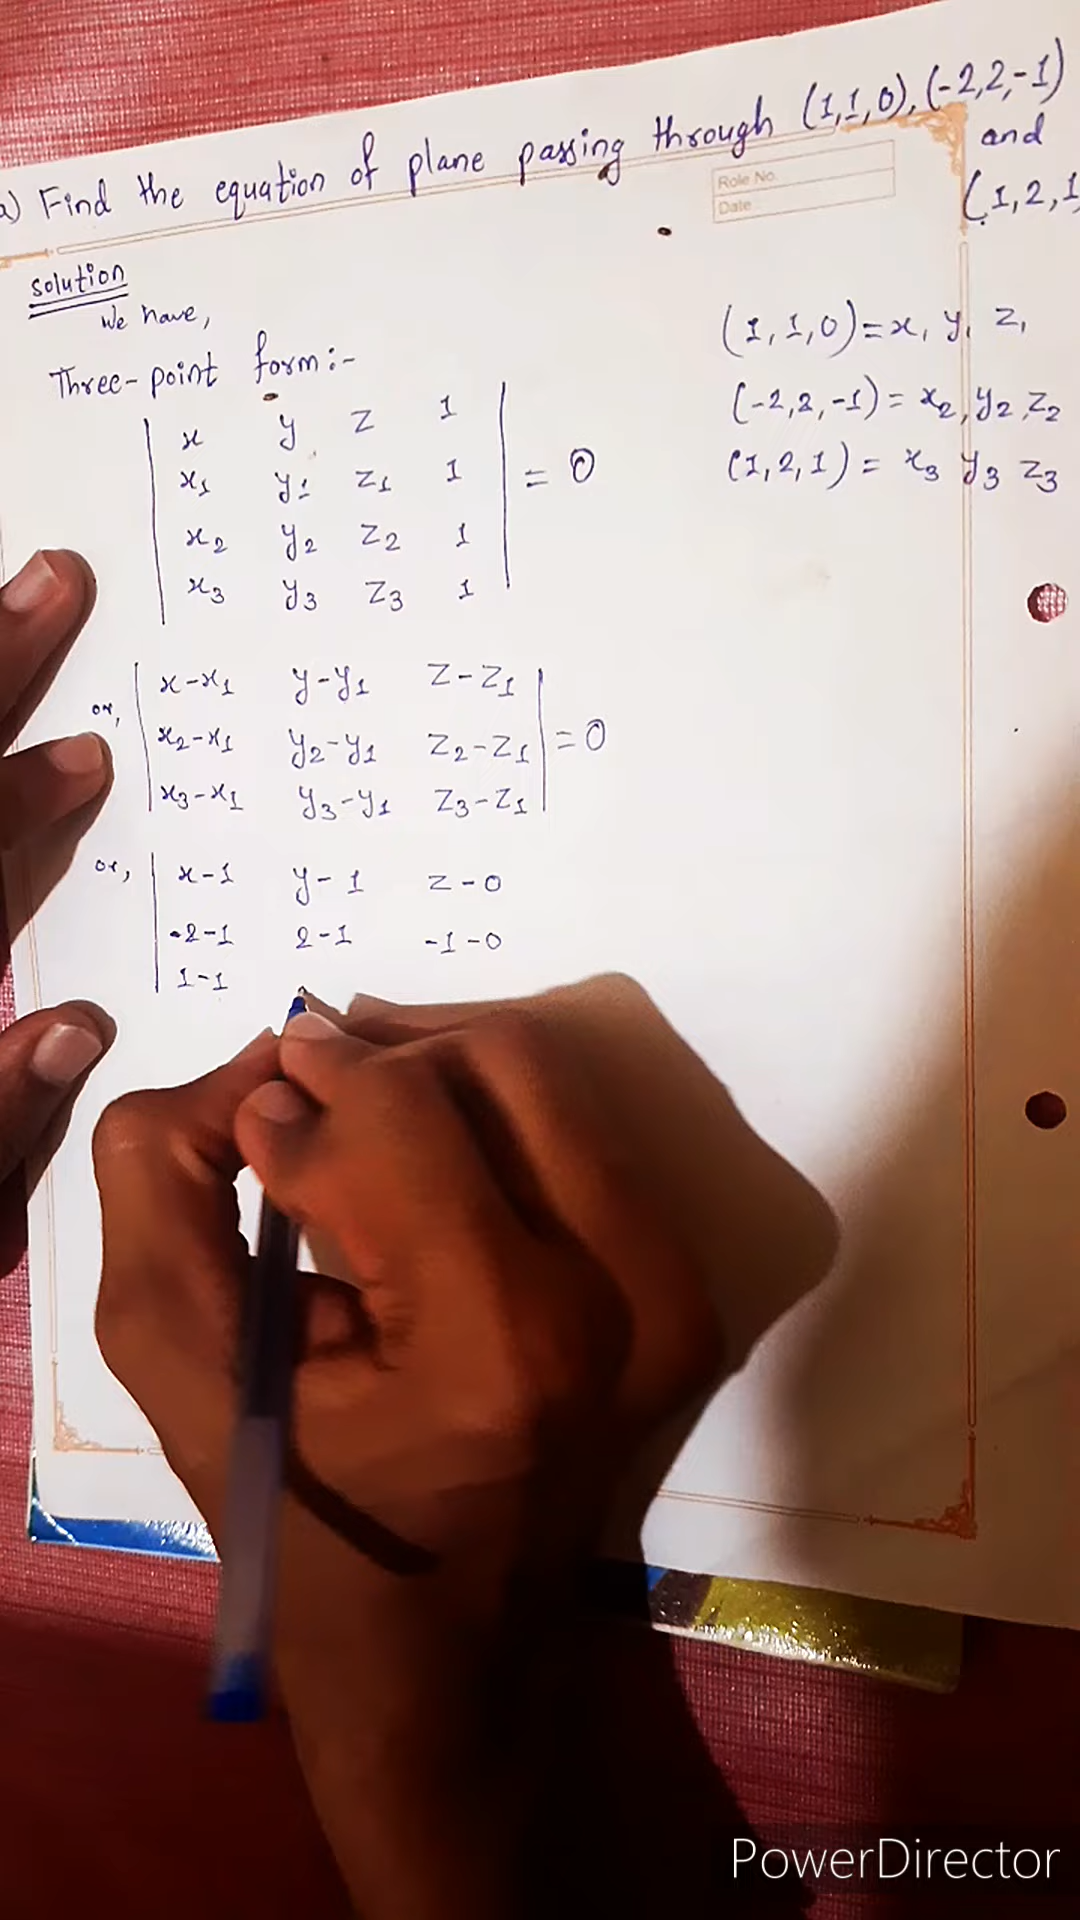 a) Find the equation of plane passing through (1,1,0), (-2,2,-1)
and
(1,2,1
Role No.
Date :
solution
We have,
Three-point form:-
x y z 1
x1 y1 z1 1
x2 y2 z2 1
x3 y3 z3 1
= 0
(1,1,0)=x1 y1 z1
(-2,2,-1) = x2,y2,z2
(1,2,1) = x3 y3 z3
or,
x-x1 y-y1 z-z1
x2-x1 y2-y1 z2-z1
x3-x1 y3-y1 z3-z1
=0
or,
x-1 y-1 z-0
-2-1 2-1 -1-0
1-1
PowerDirector